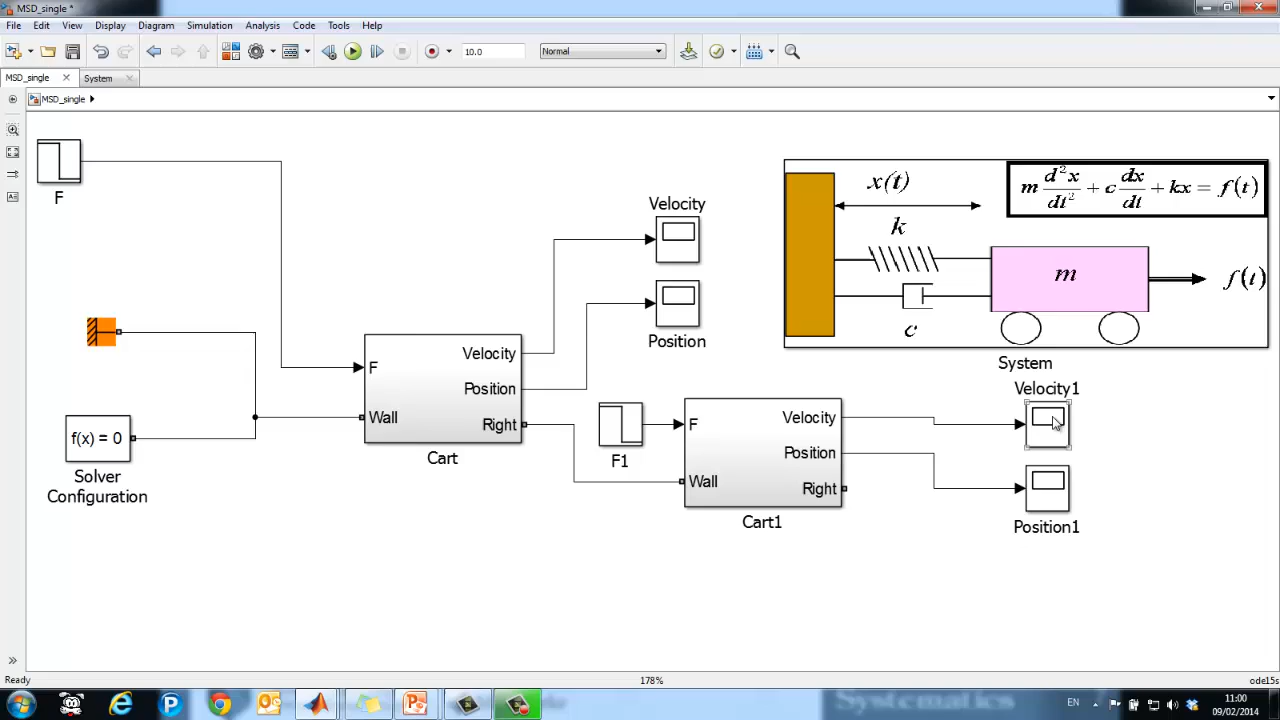 MSD_single *
File Edit View Display Diagram Simulation Analysis Code Tools Help
10.0 Normal
MSD_single System
MSD_single
F
Velocity
Position
x(t)
m d²x/dt² + c dx/dt + kx = f(t)
k
m
f(t)
c
System
F Velocity
Position
Wall
Right
Cart
f(x) = 0
Solver
Configuration
F1
F Velocity
Position
Wall
Right
Cart1
Velocity1
Position1
Ready 178% ode15s
EN
11:00
09/02/2014
Systematics